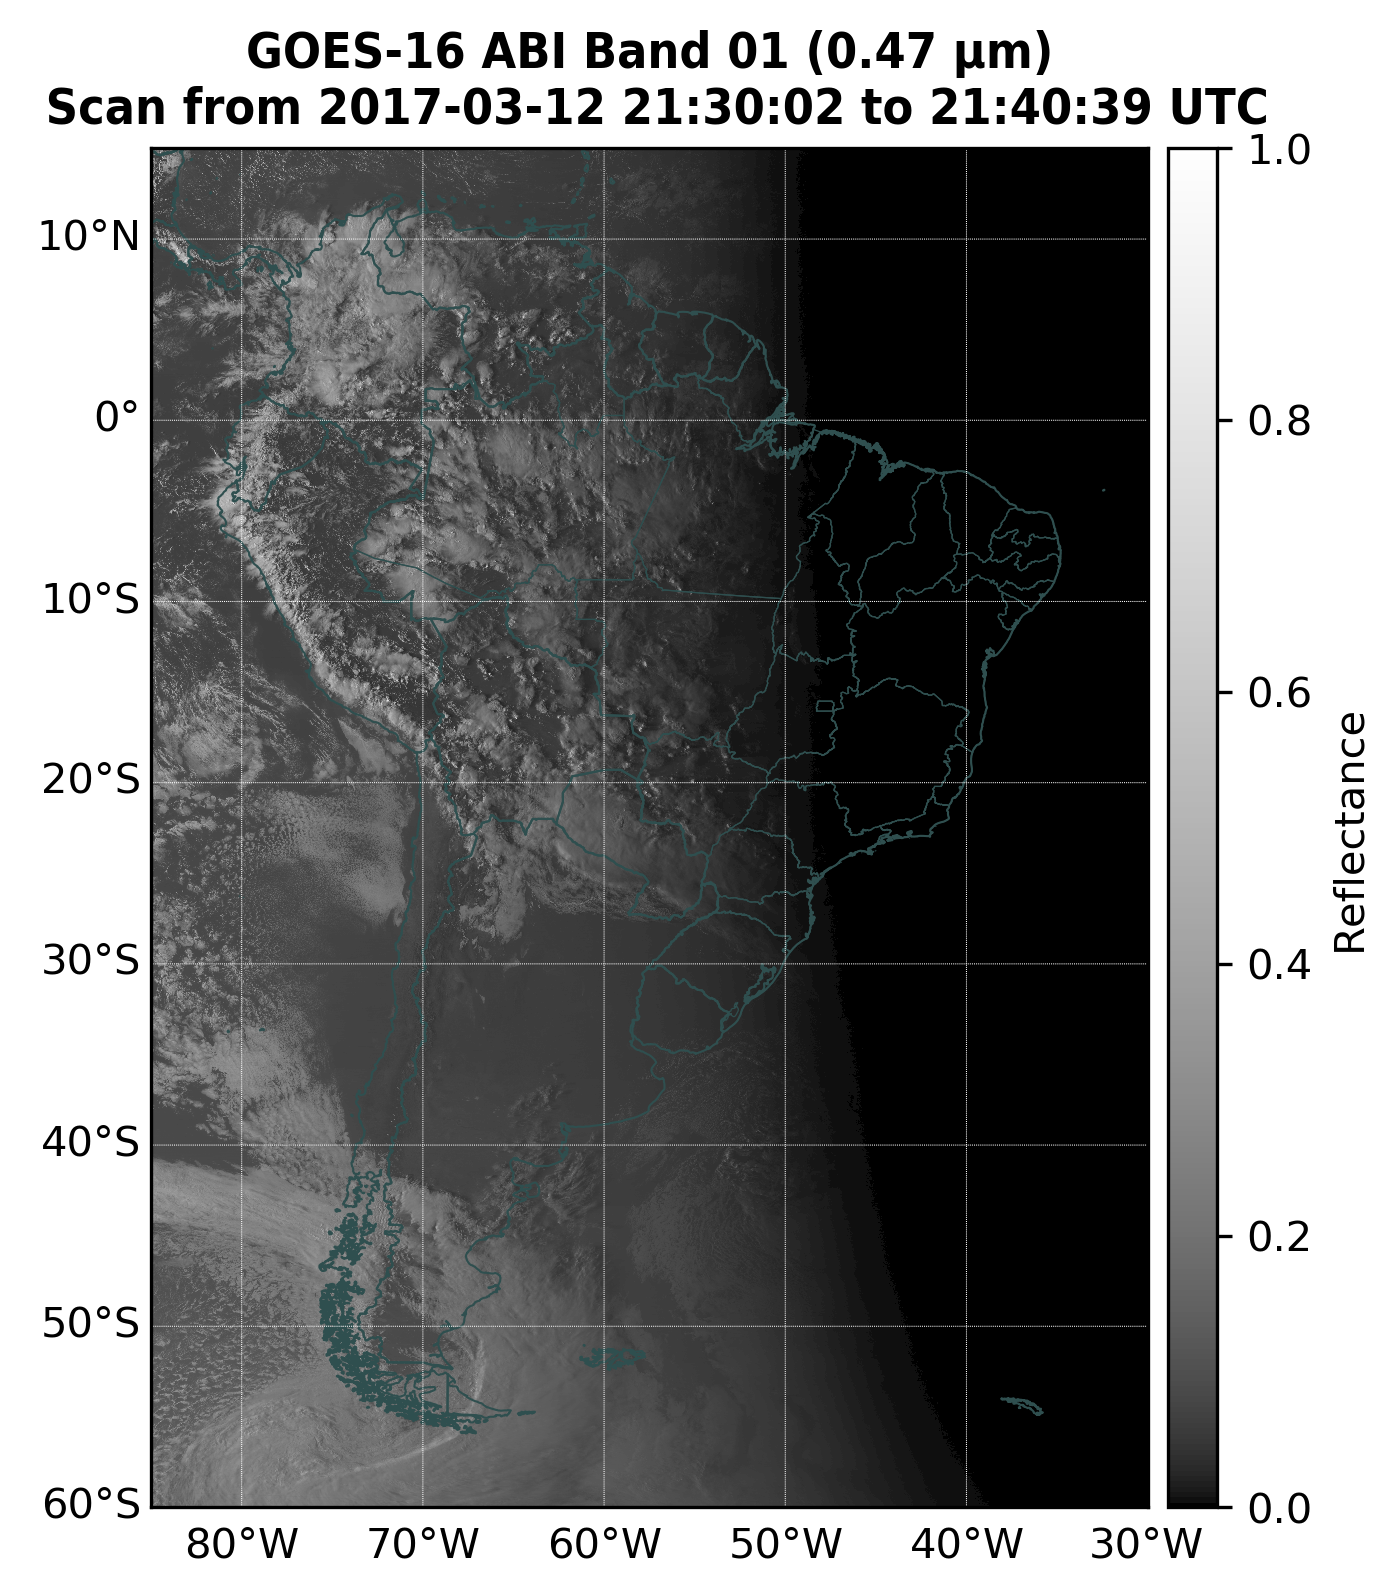 GOES-16 ABI Band 01 (0.47 µm)
Scan from 2017-03-12 21:30:02 to 21:40:39 UTC
10°N
0°
10°S
20°S
30°S
40°S
50°S
60°S
80°W 70°W 60°W 50°W 40°W 30°W
1.0
0.8
0.6
0.4
0.2
0.0
Reflectance